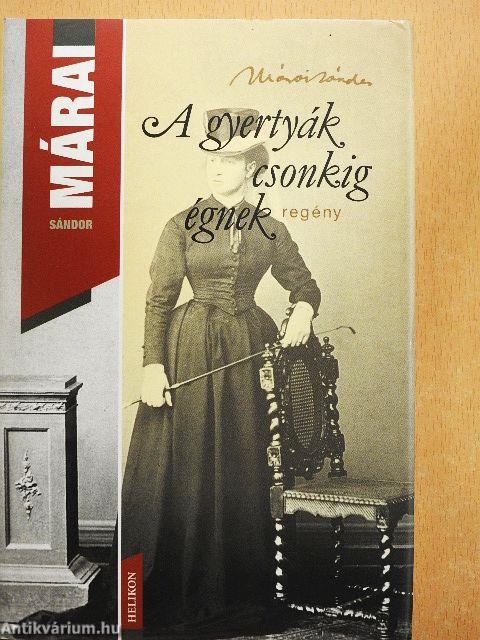 MÁRAI
SÁNDOR
Márai Sándor
A gyertyák
csonkig
égnek
regény
HELIKON
Antikvárium.hu